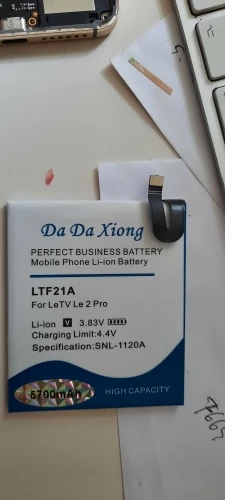 Da Da Xiong
PERFECT BUSINESS BATTERY
Mobile Phone Li-ion Battery
LTF21A
For LeTV Le 2 Pro
Li-ion V 3.83V
Charging Limit:4.4V
Specification:SNL-1120A
5700mAh
HIGH CAPACITY